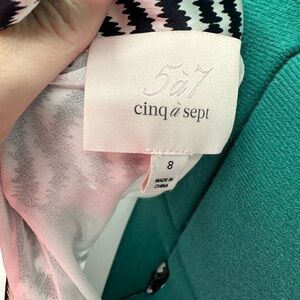 5à7
cinq à sept
8
MADE IN
CHINA